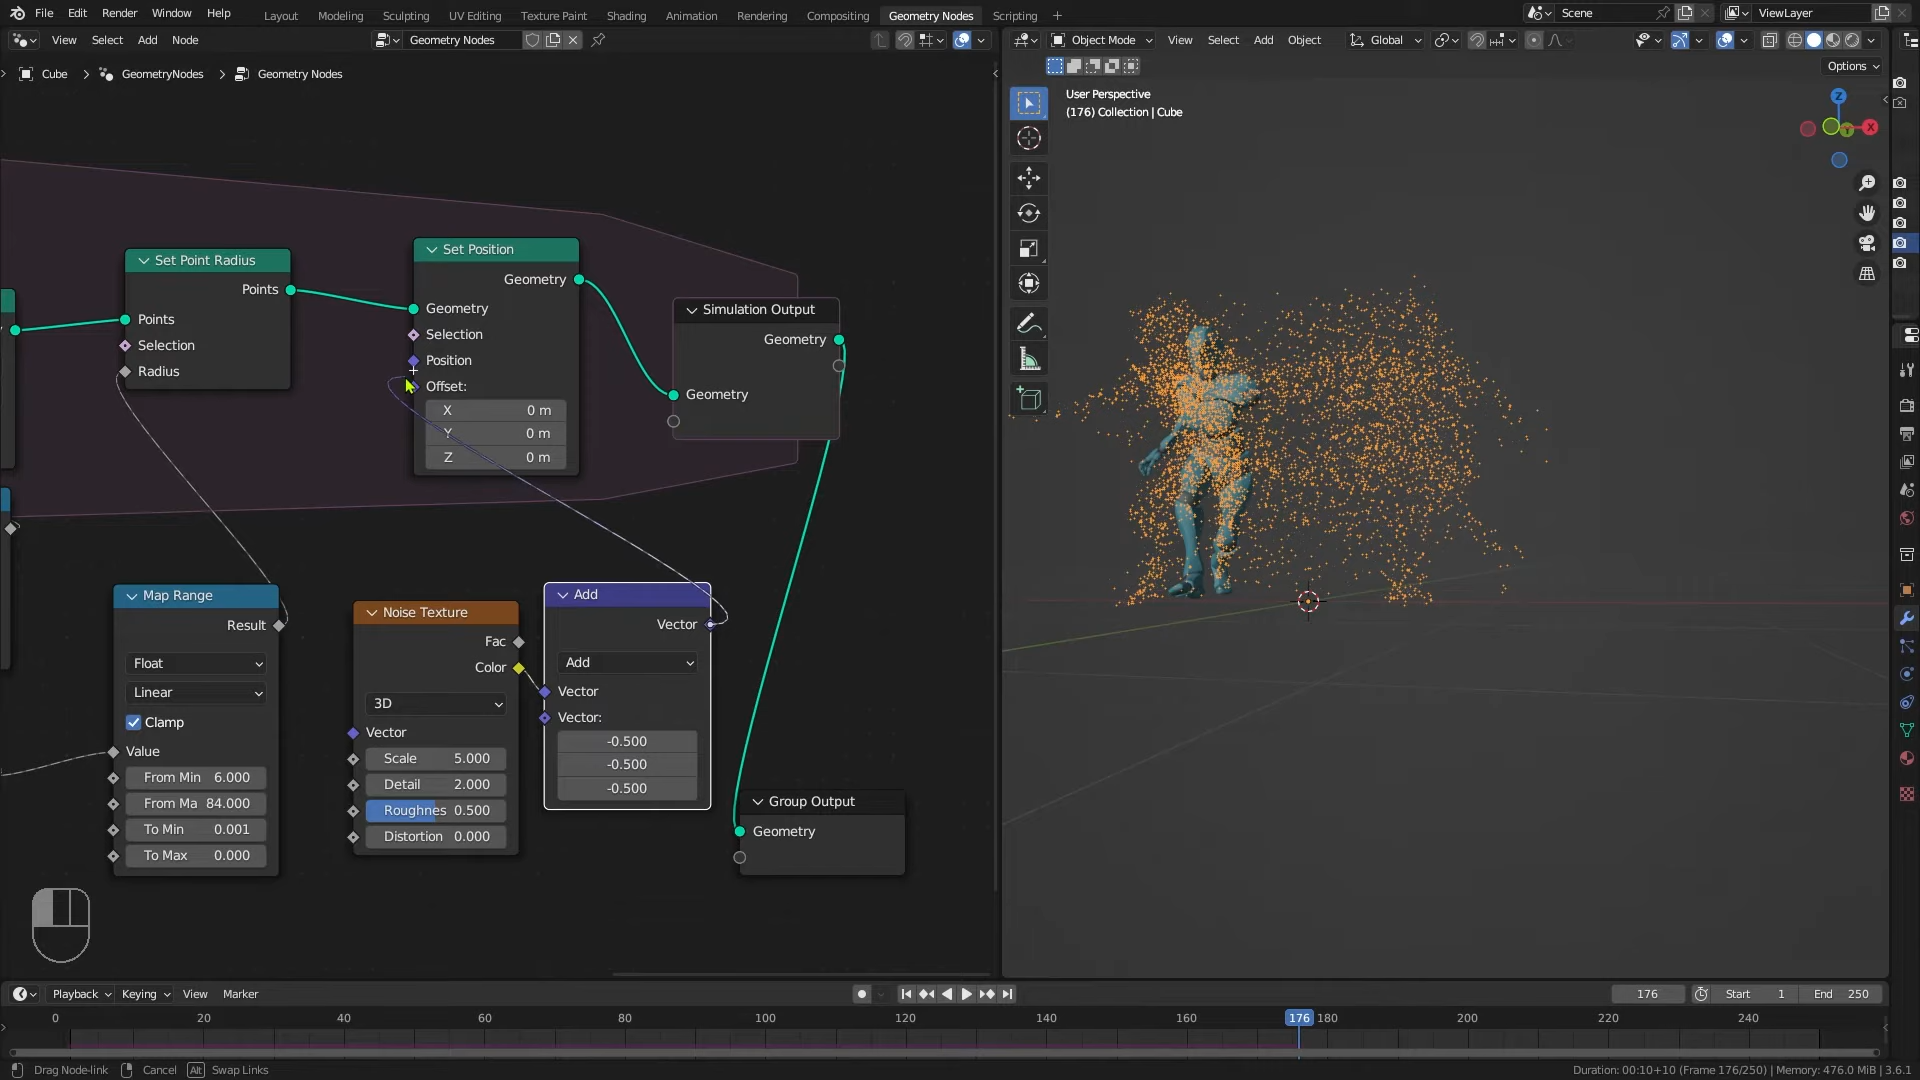 File Edit Render Window Help Layout Modeling Sculpting UV Editing Texture Paint Shading Animation Rendering Compositing Geometry Nodes Scripting Scene ViewLayer
View Select Add Node Geometry Nodes Object Mode View Select Add Object Global
Options
Cube GeometryNodes Geometry Nodes
User Perspective
(176) Collection | Cube
Z
X
Y
Set Point Radius
Points
Points
Selection
Radius
Set Position
Geometry
Geometry
Selection
Position
Offset:
X 0 m
Y 0 m
Z 0 m
Simulation Output
Geometry
Geometry
Map Range
Result
Float
Linear
Clamp
Value
From Min 6.000
From Ma 84.000
To Min 0.001
To Max 0.000
Noise Texture
Fac
Color
3D
Vector
Scale 5.000
Detail 2.000
Roughnes 0.500
Distortion 0.000
Add
Vector
Add
Vector
Vector:
-0.500
-0.500
-0.500
Group Output
Geometry
Playback Keying View Marker 176 Start 1 End 250
0 20 40 60 80 100 120 140 160 176 180 200 220 240
Drag Node-link Cancel Alt Swap Links Duration: 00:10+10 (Frame 176/250) | Memory: 476.0 MiB | 3.6.1